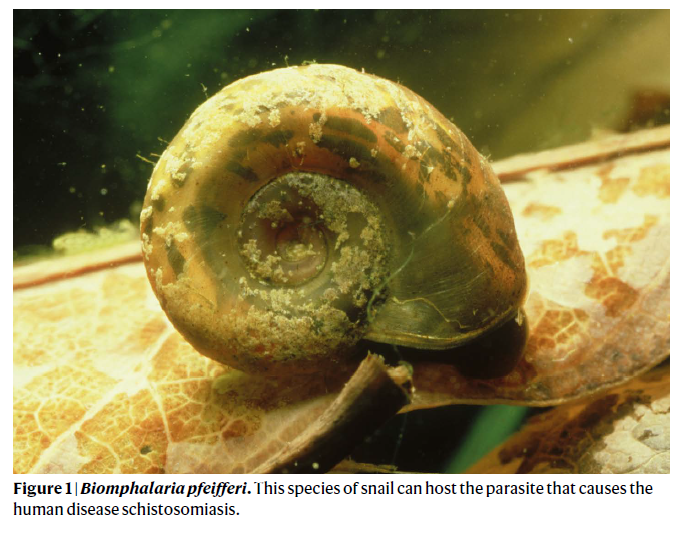 Figure 1 | Biomphalaria pfeifferi. This species of snail can host the parasite that causes the
human disease schistosomiasis.